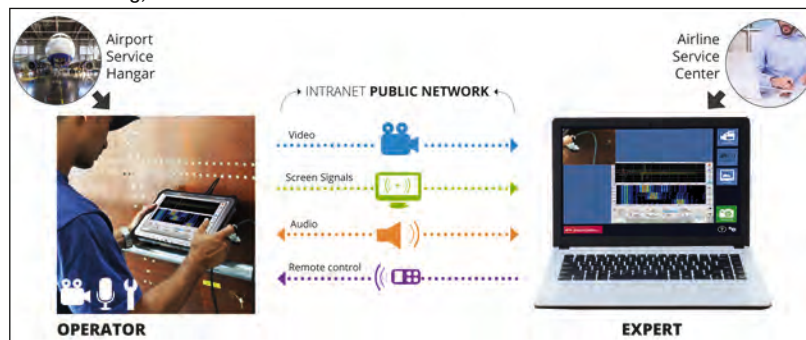 Airport
Service
Hangar
Airline
Service
Center
INTRANET PUBLIC NETWORK
Video
Screen Signals
Audio
Remote control
OPERATOR
EXPERT